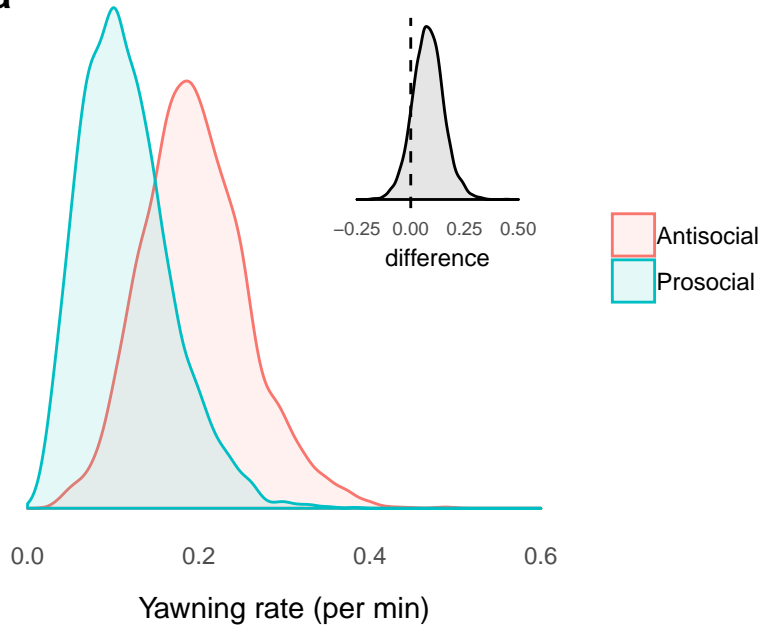 −0.25 0.00 0.25 0.50
difference
Antisocial
Prosocial
0.0 0.2 0.4 0.6
Yawning rate (per min)